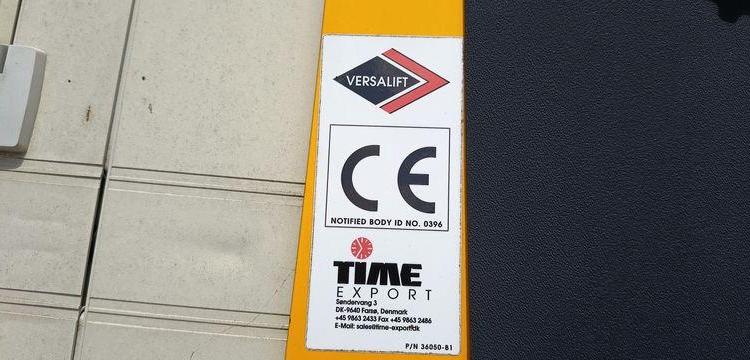 VERSALIFT
CE
NOTIFIED BODY ID NO. 0396
TIME
EXPORT
Søndervang 3
DK-9640 Farsø, Denmark
+45 9863 2433 Fax +45 9863 2486
E-Mail: sales@time-export.dk
P/N 36050-81